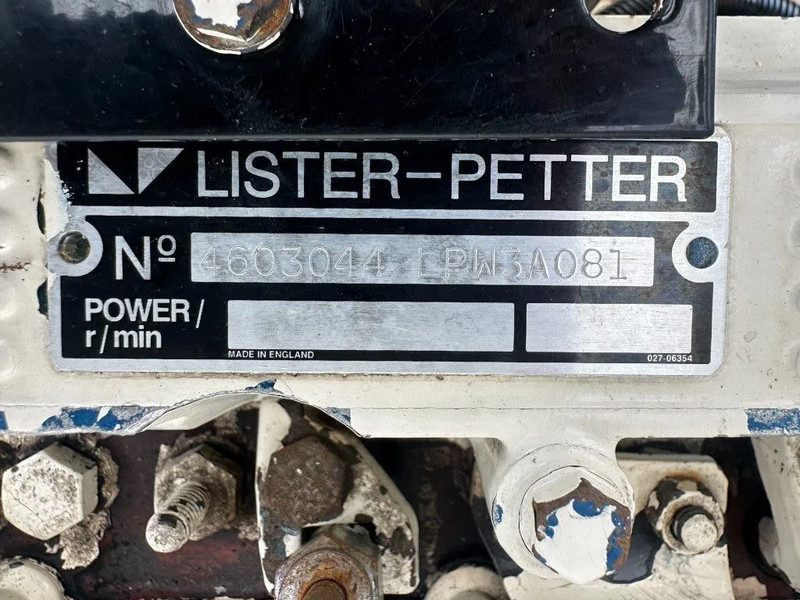 LISTER-PETTER
Nº 4603044 LPW3A081
POWER/
r/min
MADE IN ENGLAND
027-06354